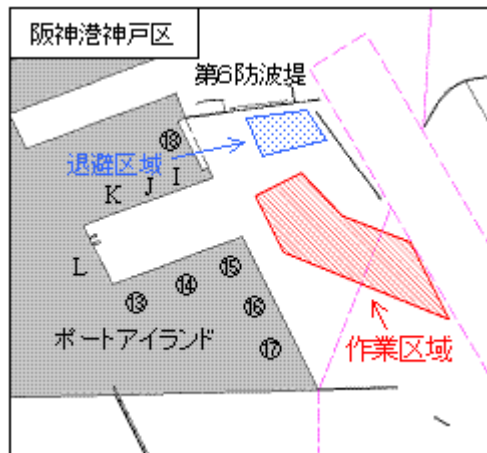 阪神港神戸区
第6防波堤
⑱
退避区域
K J I
L
⑬ ⑭ ⑮
⑯
⑰
ポートアイランド
作業区域